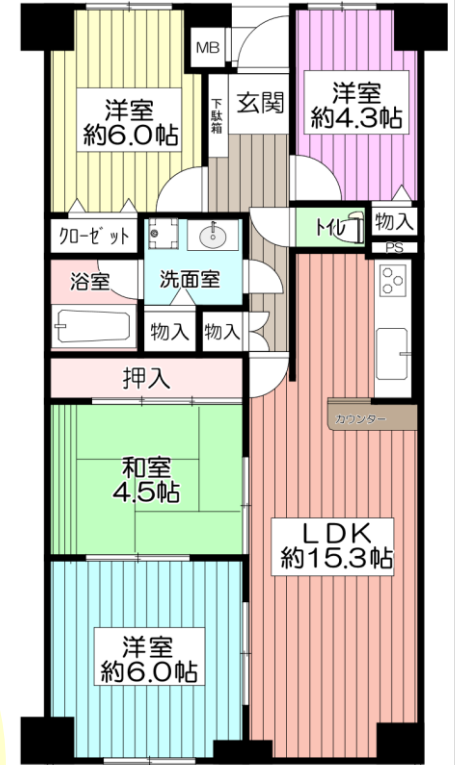 MB
下駄箱
玄関
洋室
約6.0帖
洋室
約4.3帖
クローゼット
洗面室
トイレ
物入
PS
浴室
物入
物入
押入
カウンター
和室
4.5帖
LDK
約15.3帖
洋室
約6.0帖